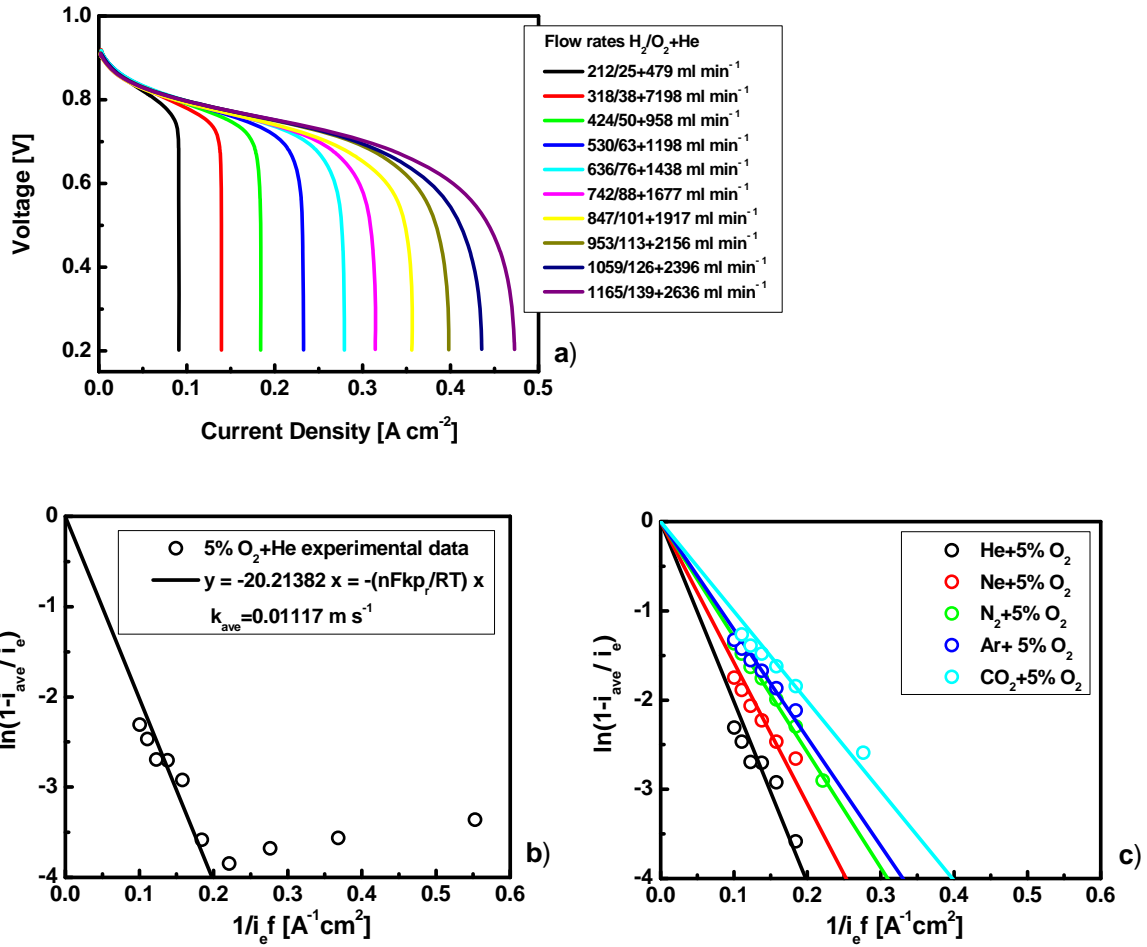 1.0
0.8
0.6
0.4
0.2
Voltage [V]
0.0 0.1 0.2 0.3 0.4 0.5
Current Density [A cm⁻²]
a)
Flow rates H₂/O₂+He
212/25+479 ml min⁻¹
318/38+7198 ml min⁻¹
424/50+958 ml min⁻¹
530/63+1198 ml min⁻¹
636/76+1438 ml min⁻¹
742/88+1677 ml min⁻¹
847/101+1917 ml min⁻¹
953/113+2156 ml min⁻¹
1059/126+2396 ml min⁻¹
1165/139+2636 ml min⁻¹
0
-1
-2
-3
-4
ln(1-i_ave/ i_e)
5% O₂+He experimental data
y = -20.21382 x = -(nFkp_r/RT) x
k_ave=0.01117 m s⁻¹
b)
0.0 0.1 0.2 0.3 0.4 0.5 0.6
1/i_e f [A⁻¹cm²]
0
-1
-2
-3
-4
ln(1-i_ave/ i_e)
He+5% O₂
Ne+5% O₂
N₂+5% O₂
Ar+ 5% O₂
CO₂+5% O₂
c)
0.0 0.1 0.2 0.3 0.4 0.5 0.6
1/i_e f [A⁻¹cm²]